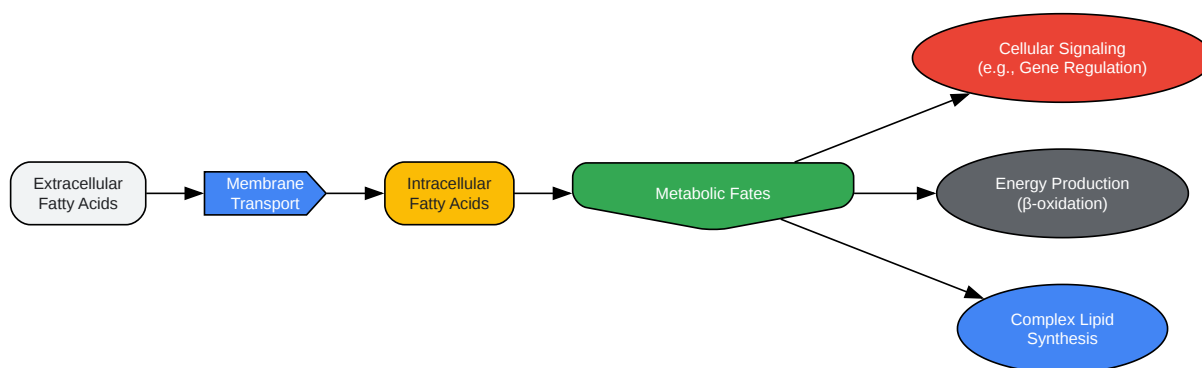 Extracellular
Fatty Acids
Membrane
Transport
Intracellular
Fatty Acids
Metabolic Fates
Cellular Signaling
(e.g., Gene Regulation)
Energy Production
(β-oxidation)
Complex Lipid
Synthesis